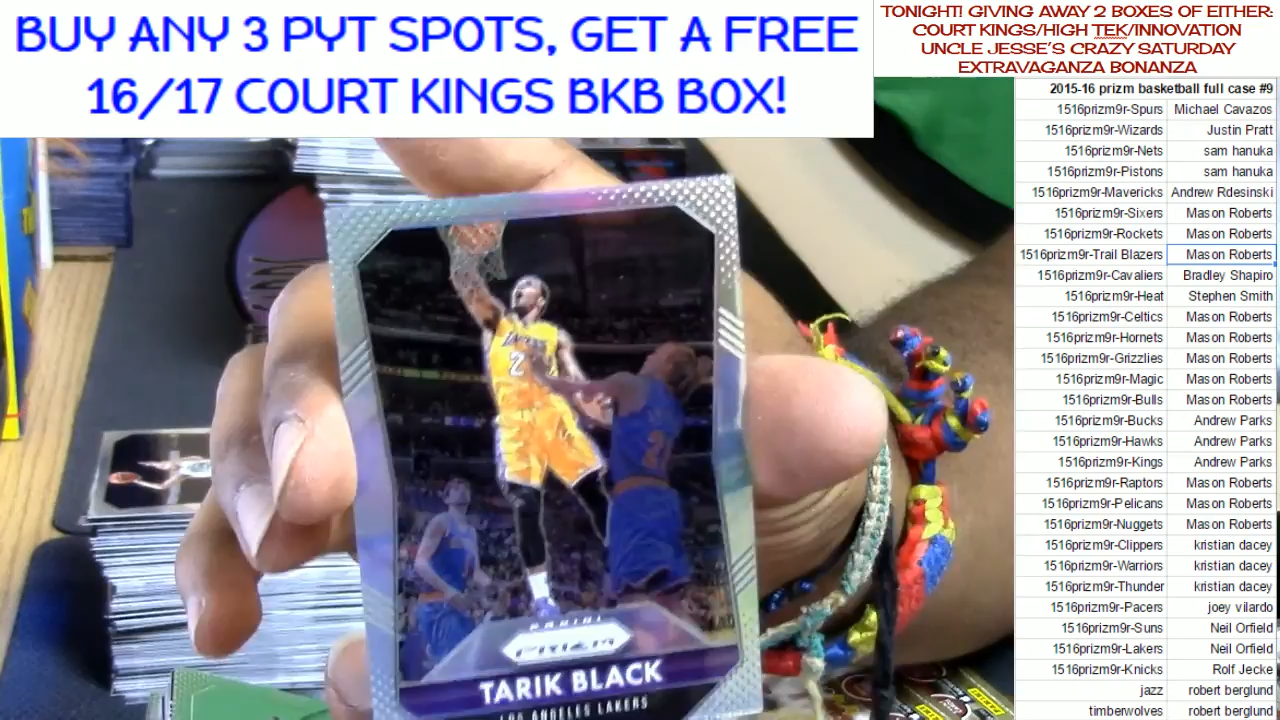 BUY ANY 3 PYT SPOTS, GET A FREE
16/17 COURT KINGS BKB BOX!
TONIGHT! GIVING AWAY 2 BOXES OF EITHER:
COURT KINGS/HIGH TEK/INNOVATION
UNCLE JESSE'S CRAZY SATURDAY
EXTRAVAGANZA BONANZA
2015-16 prizm basketball full case #9
1516prizm9r-Spurs Michael Cavazos
1516prizm9r-Wizards Justin Pratt
1516prizm9r-Nets sam hanuka
1516prizm9r-Pistons sam hanuka
1516prizm9r-Mavericks Andrew Rdesinski
1516prizm9r-Sixers Mason Roberts
1516prizm9r-Rockets Mason Roberts
1516prizm9r-Trail Blazers Mason Roberts
1516prizm9r-Cavaliers Bradley Shapiro
1516prizm9r-Heat Stephen Smith
1516prizm9r-Celtics Mason Roberts
1516prizm9r-Hornets Mason Roberts
1516prizm9r-Grizzlies Mason Roberts
1516prizm9r-Magic Mason Roberts
1516prizm9r-Bulls Mason Roberts
1516prizm9r-Bucks Andrew Parks
1516prizm9r-Hawks Andrew Parks
1516prizm9r-Kings Andrew Parks
1516prizm9r-Raptors Mason Roberts
1516prizm9r-Pelicans Mason Roberts
1516prizm9r-Nuggets Mason Roberts
1516prizm9r-Clippers kristian dacey
1516prizm9r-Warriors kristian dacey
1516prizm9r-Thunder kristian dacey
1516prizm9r-Pacers joey vilardo
1516prizm9r-Suns Neil Orfield
1516prizm9r-Lakers Neil Orfield
1516prizm9r-Knicks Rolf Jecke
jazz robert berglund
timberwolves robert berglund
LAKERS
2
PANINI
PRIZM
TARIK BLACK
LOS ANGELES LAKERS